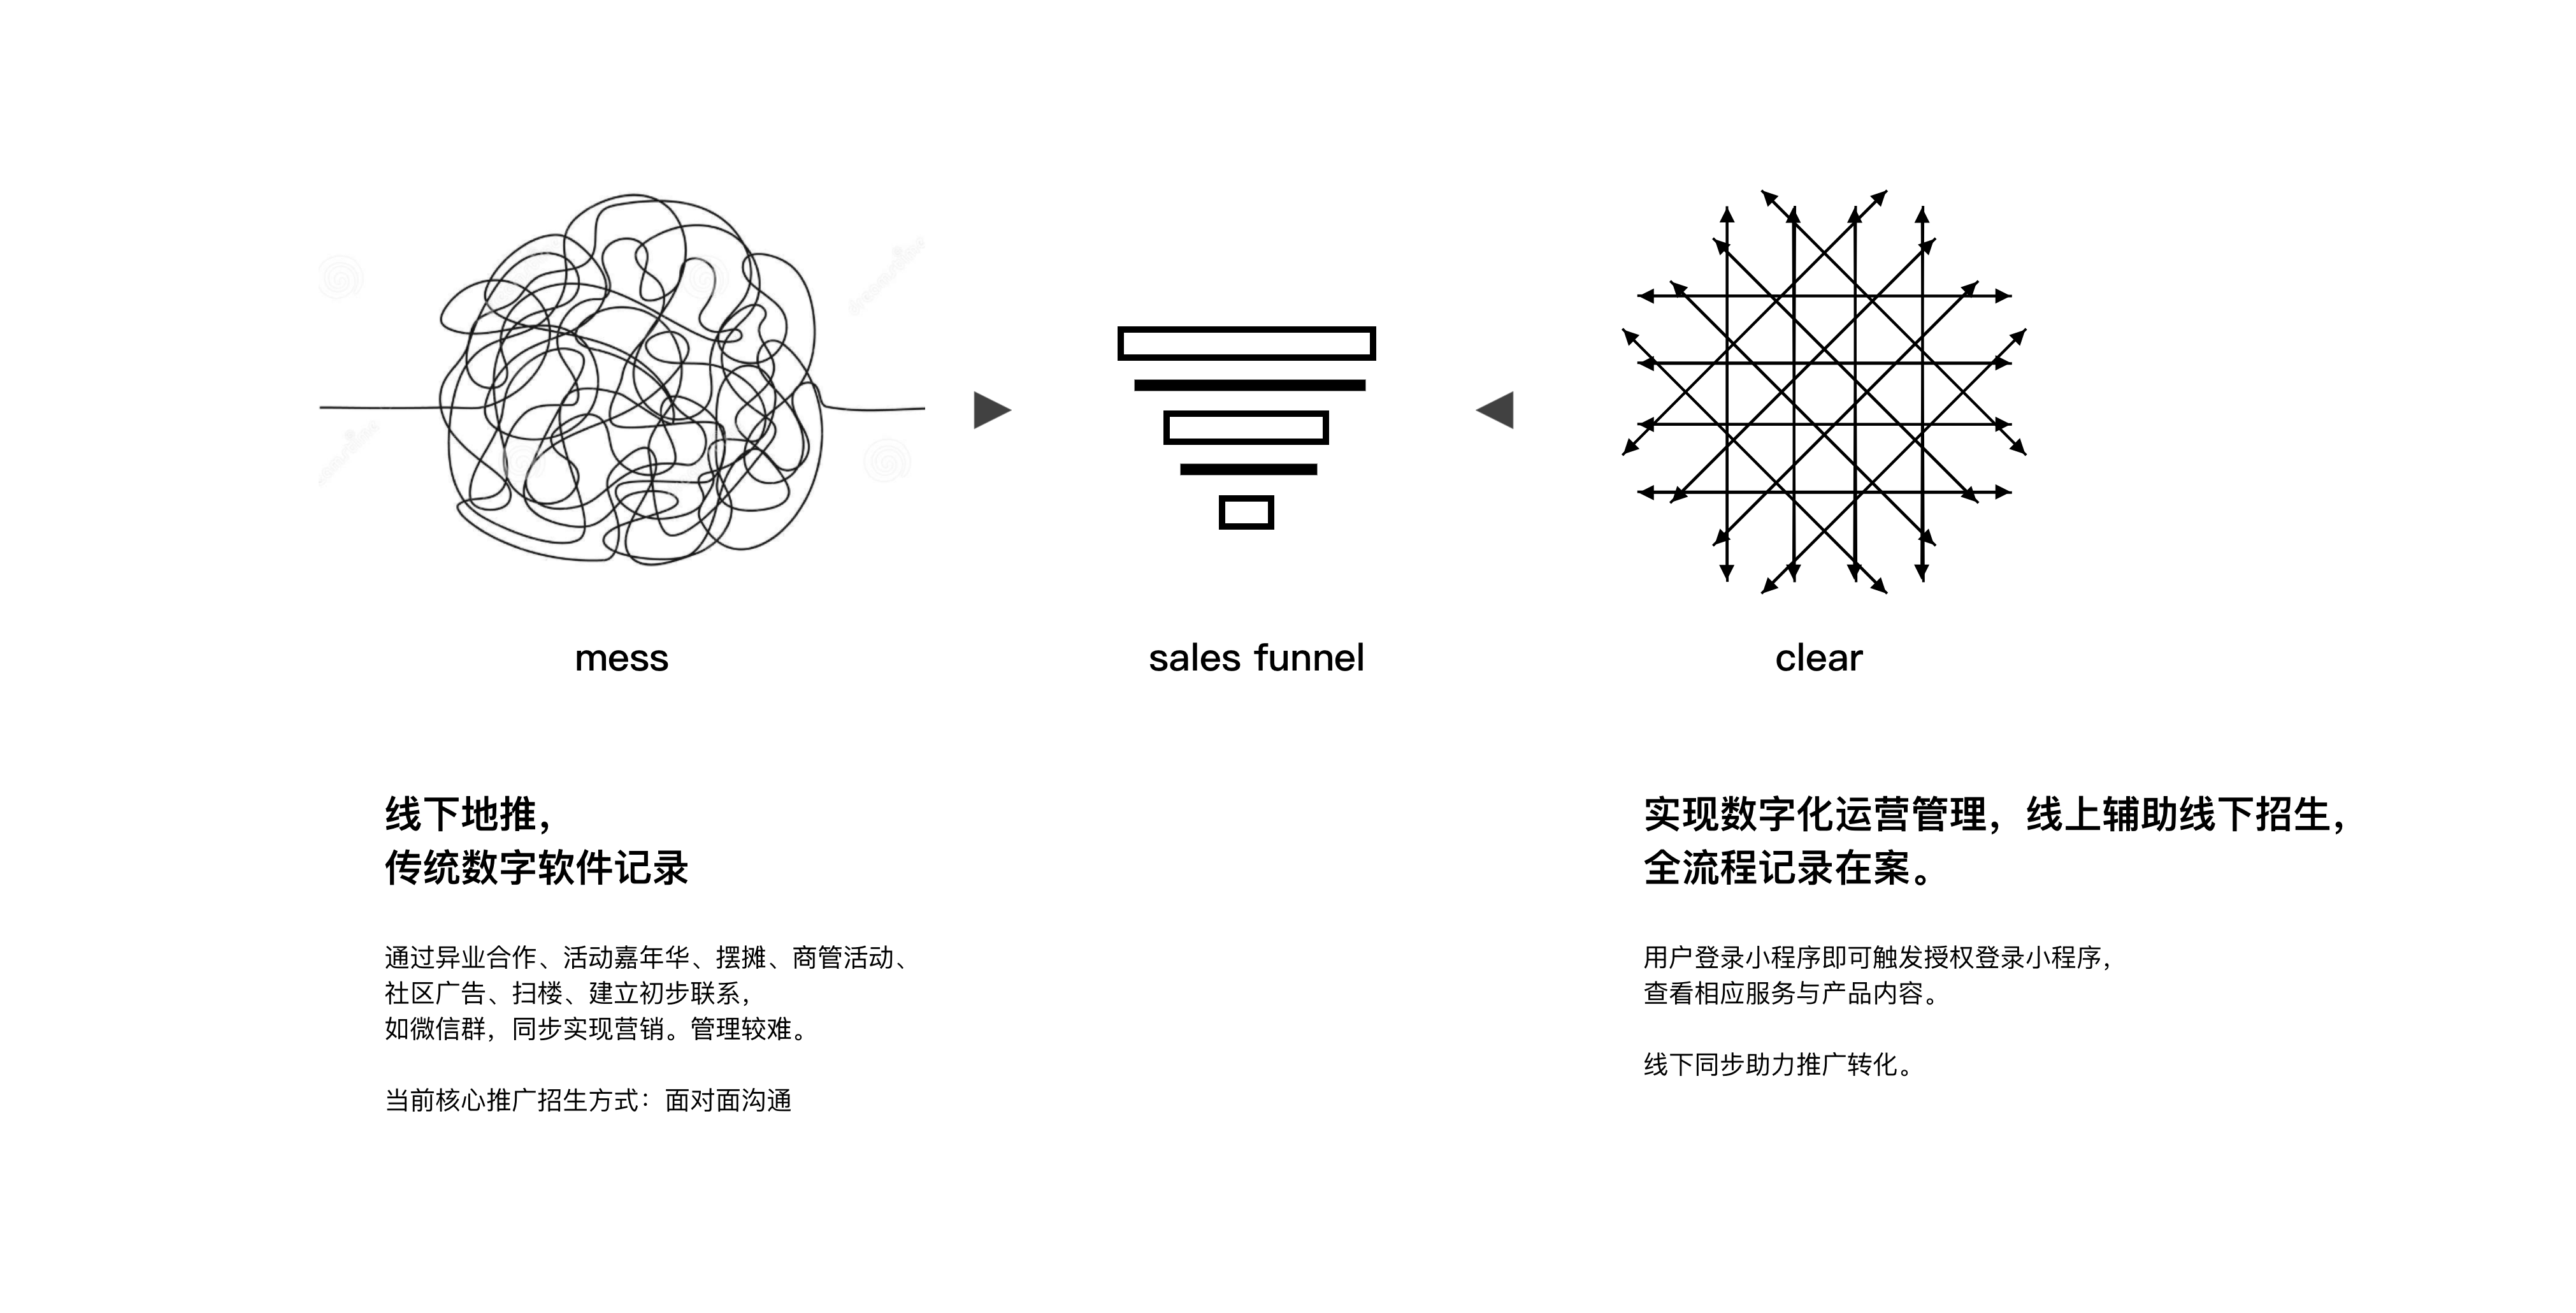 mess
sales funnel
clear
线下地推，
传统数字软件记录
通过异业合作、活动嘉年华、摆摊、商管活动、
社区广告、扫楼、建立初步联系，
如微信群，同步实现营销。管理较难。
当前核心推广招生方式：面对面沟通
实现数字化运营管理，线上辅助线下招生，
全流程记录在案。
用户登录小程序即可触发授权登录小程序，
查看相应服务与产品内容。
线下同步助力推广转化。